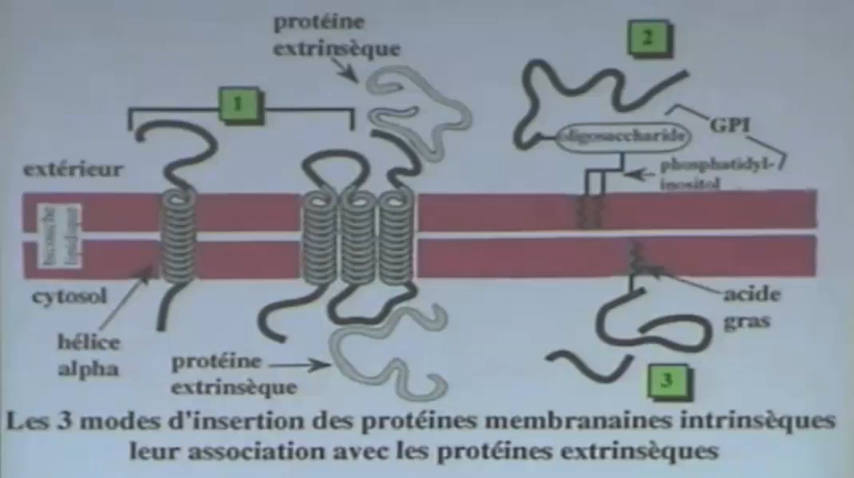 protéine
extrinsèque
2
1
GPI
oligosaccharide
extérieur
phosphatidyl-
inositol
bicouche
lipidique
cytosol
acide
gras
hélice
alpha
protéine
extrinsèque
3
Les 3 modes d'insertion des protéines membranaines intrinsèques
leur association avec les protéines extrinsèques